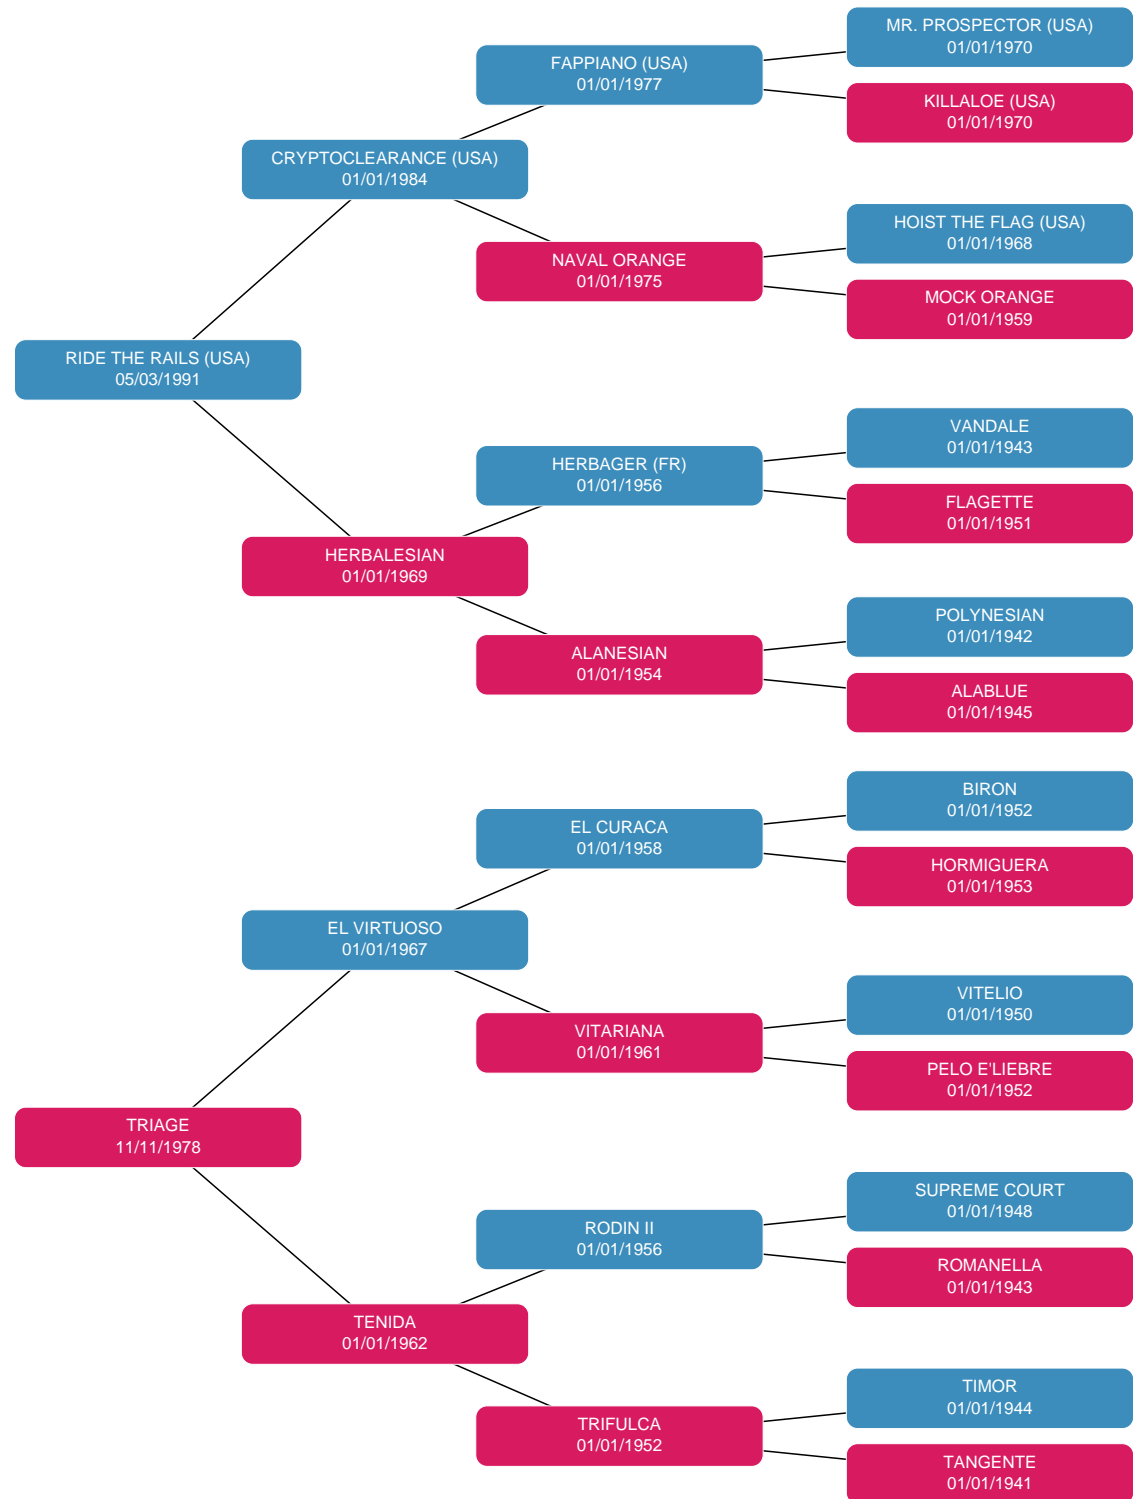 MR. PROSPECTOR (USA)
01/01/1970
FAPPIANO (USA)
01/01/1977
KILLALOE (USA)
01/01/1970
CRYPTOCLEARANCE (USA)
01/01/1984
HOIST THE FLAG (USA)
01/01/1968
NAVAL ORANGE
01/01/1975
MOCK ORANGE
01/01/1959
RIDE THE RAILS (USA)
05/03/1991
VANDALE
01/01/1943
HERBAGER (FR)
01/01/1956
FLAGETTE
01/01/1951
HERBALESIAN
01/01/1969
POLYNESIAN
01/01/1942
ALANESIAN
01/01/1954
ALABLUE
01/01/1945
BIRON
01/01/1952
EL CURACA
01/01/1958
HORMIGUERA
01/01/1953
EL VIRTUOSO
01/01/1967
VITELIO
01/01/1950
VITARIANA
01/01/1961
PELO E'LIEBRE
01/01/1952
TRIAGE
11/11/1978
SUPREME COURT
01/01/1948
RODIN II
01/01/1956
ROMANELLA
01/01/1943
TENIDA
01/01/1962
TIMOR
01/01/1944
TRIFULCA
01/01/1952
TANGENTE
01/01/1941